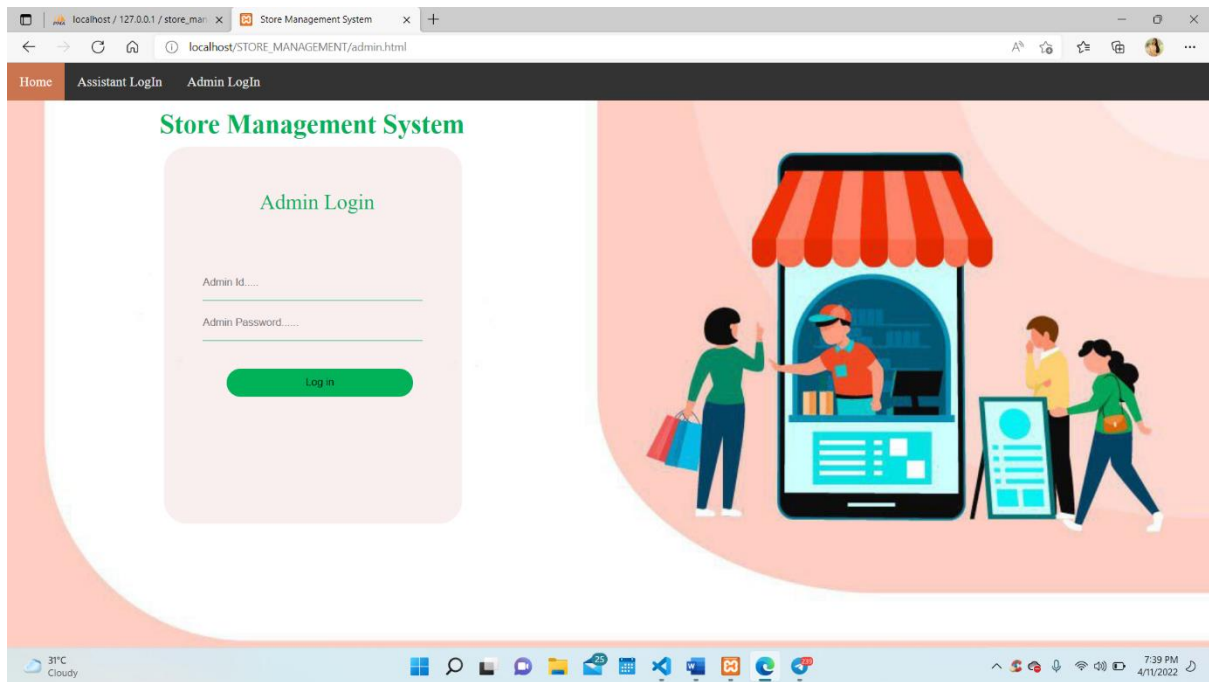 localhost / 127.0.0.1 / store_man
Store Management System
localhost/STORE_MANAGEMENT/admin.html
Home Assistant LogIn Admin LogIn
Store Management System
Admin Login
Admin Id.....
Admin Password......
Log in
31°C
Cloudy
25
7:39 PM
4/11/2022